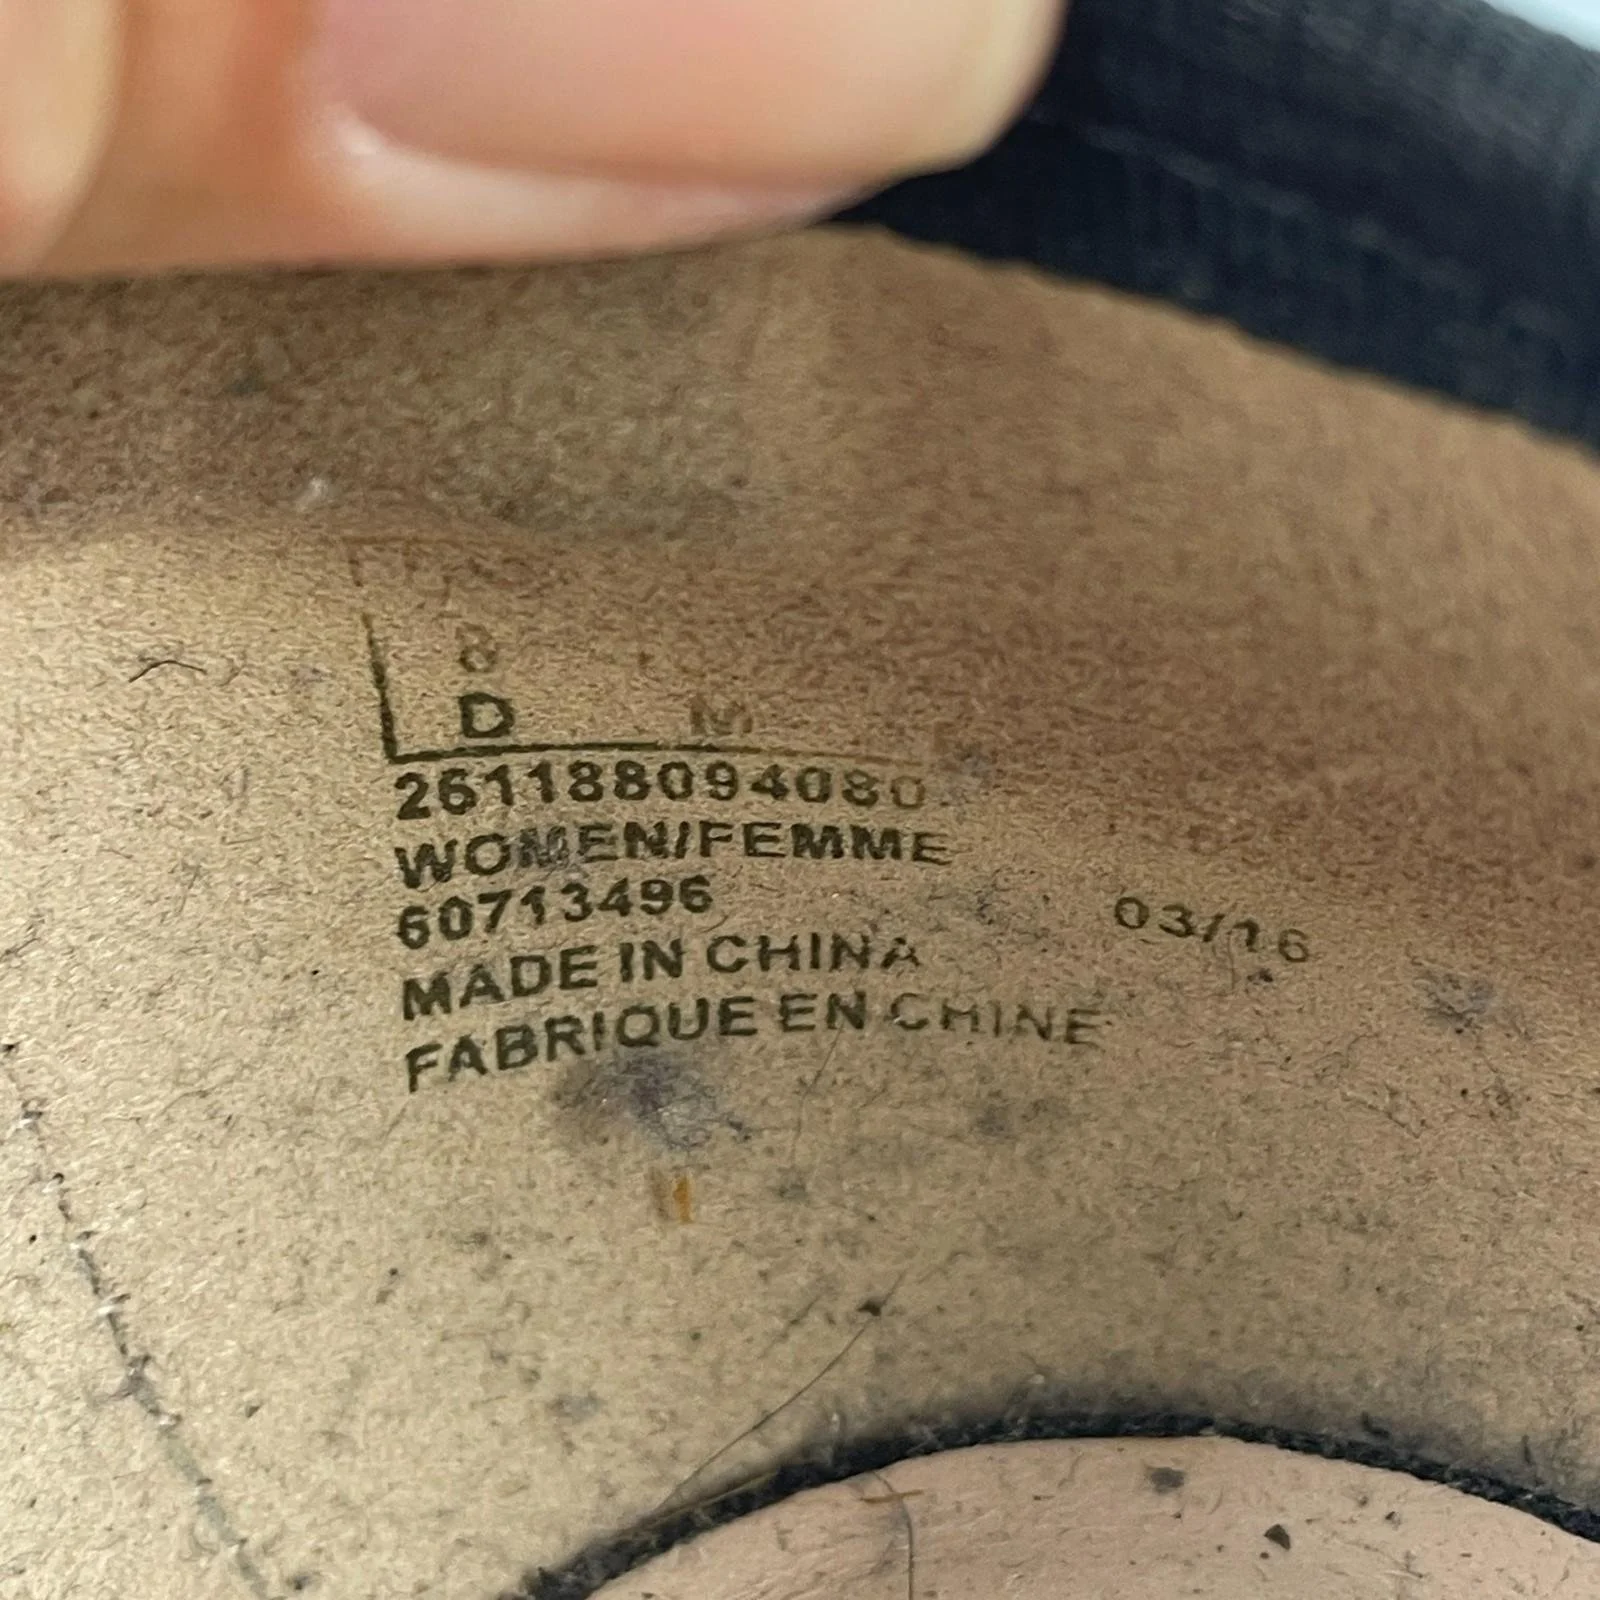 8
D M
261188094080
WOMEN/FEMME
60713496 03/16
MADE IN CHINA
FABRIQUE EN CHINE